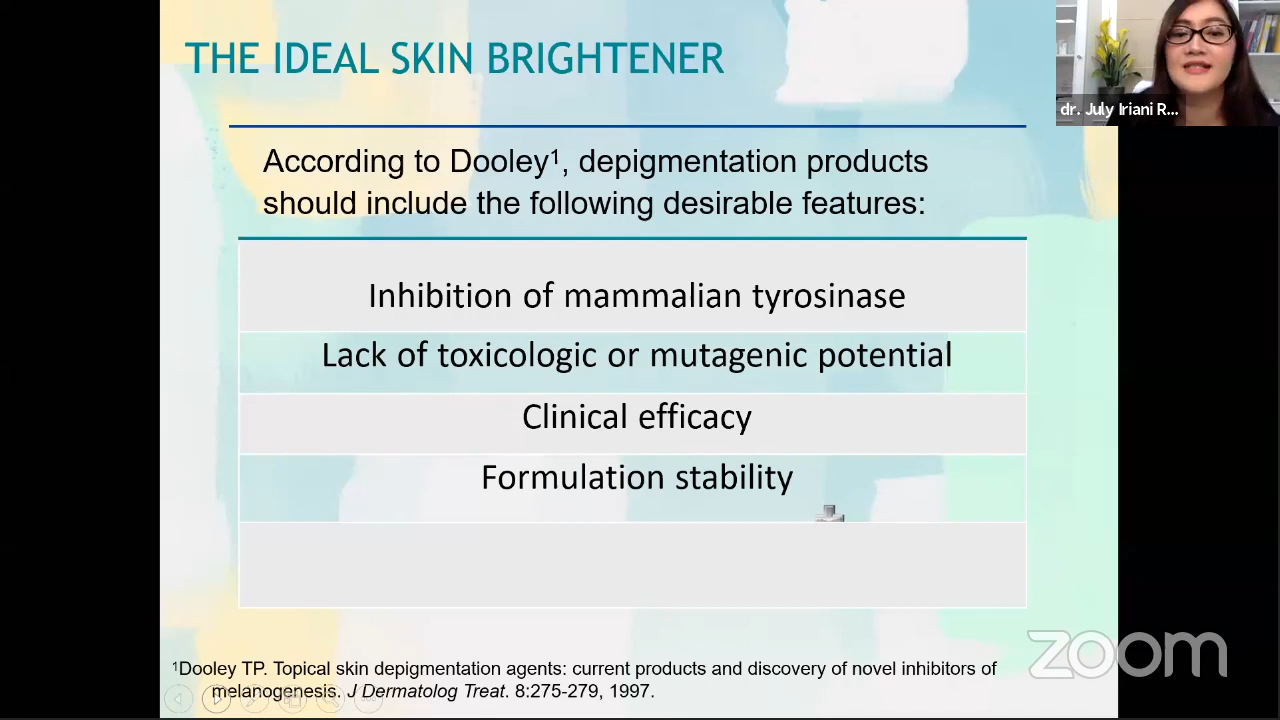 THE IDEAL SKIN BRIGHTENER
dr. July Iriani R...
According to Dooley¹, depigmentation products
should include the following desirable features:
Inhibition of mammalian tyrosinase
Lack of toxicologic or mutagenic potential
Clinical efficacy
Formulation stability
zoom
¹Dooley TP. Topical skin depigmentation agents: current products and discovery of novel inhibitors of
melanogenesis. J Dermatolog Treat. 8:275-279, 1997.